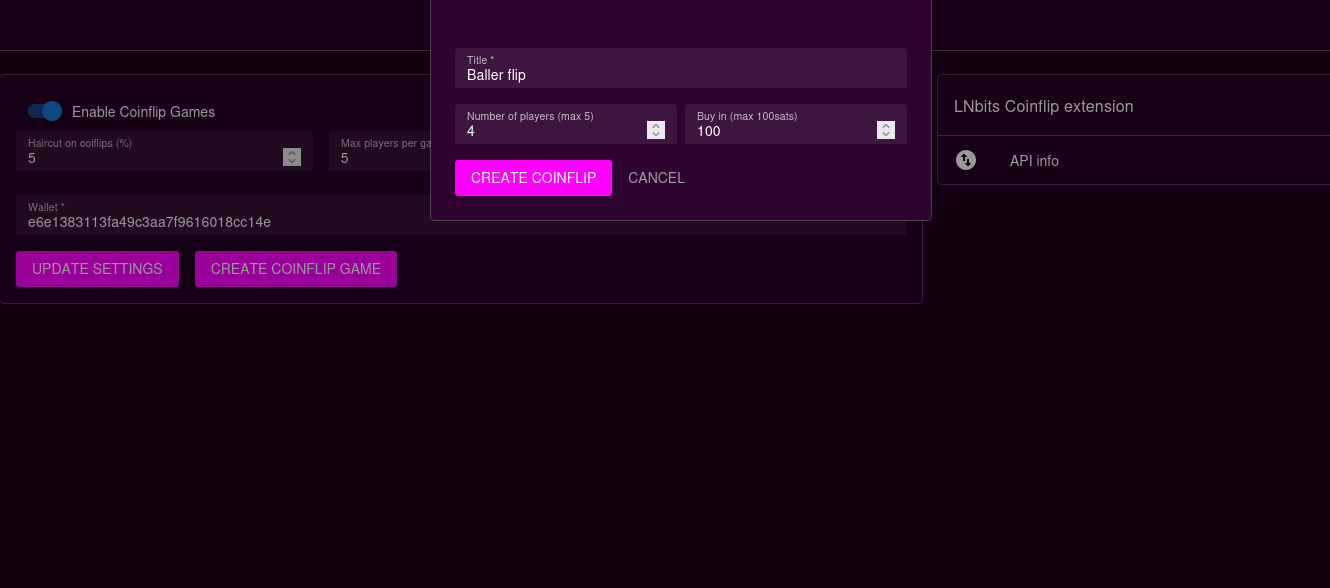 Title *
Baller flip
Number of players (max 5)
4
Buy in (max 100sats)
100
CREATE COINFLIP
CANCEL
Enable Coinflip Games
Haircut on coiflips (%)
5
Max players per ga
5
Wallet *
e6e1383113fa49c3aa7f9616018cc14e
UPDATE SETTINGS
CREATE COINFLIP GAME
LNbits Coinflip extension
API info